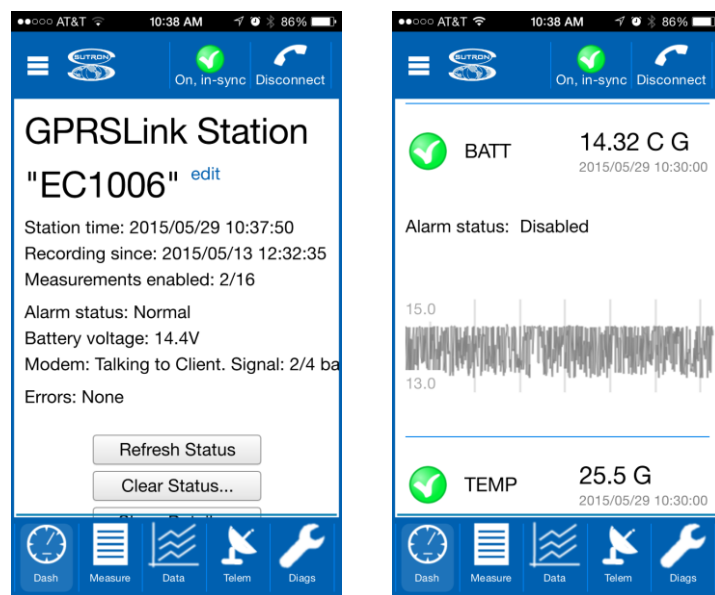 ●●○○○ AT&T 10:38 AM 86%
SUTRON
On, in-sync Disconnect
GPRSLink Station
"EC1006" edit
Station time: 2015/05/29 10:37:50
Recording since: 2015/05/13 12:32:35
Measurements enabled: 2/16
Alarm status: Normal
Battery voltage: 14.4V
Modem: Talking to Client. Signal: 2/4 ba
Errors: None
Refresh Status
Clear Status...
Dash Measure Data Telem Diags
●●○○○ AT&T 10:38 AM 86%
SUTRON
On, in-sync Disconnect
BATT 14.32 C G
2015/05/29 10:30:00
Alarm status: Disabled
15.0
13.0
TEMP 25.5 G
2015/05/29 10:30:00
Dash Measure Data Telem Diags